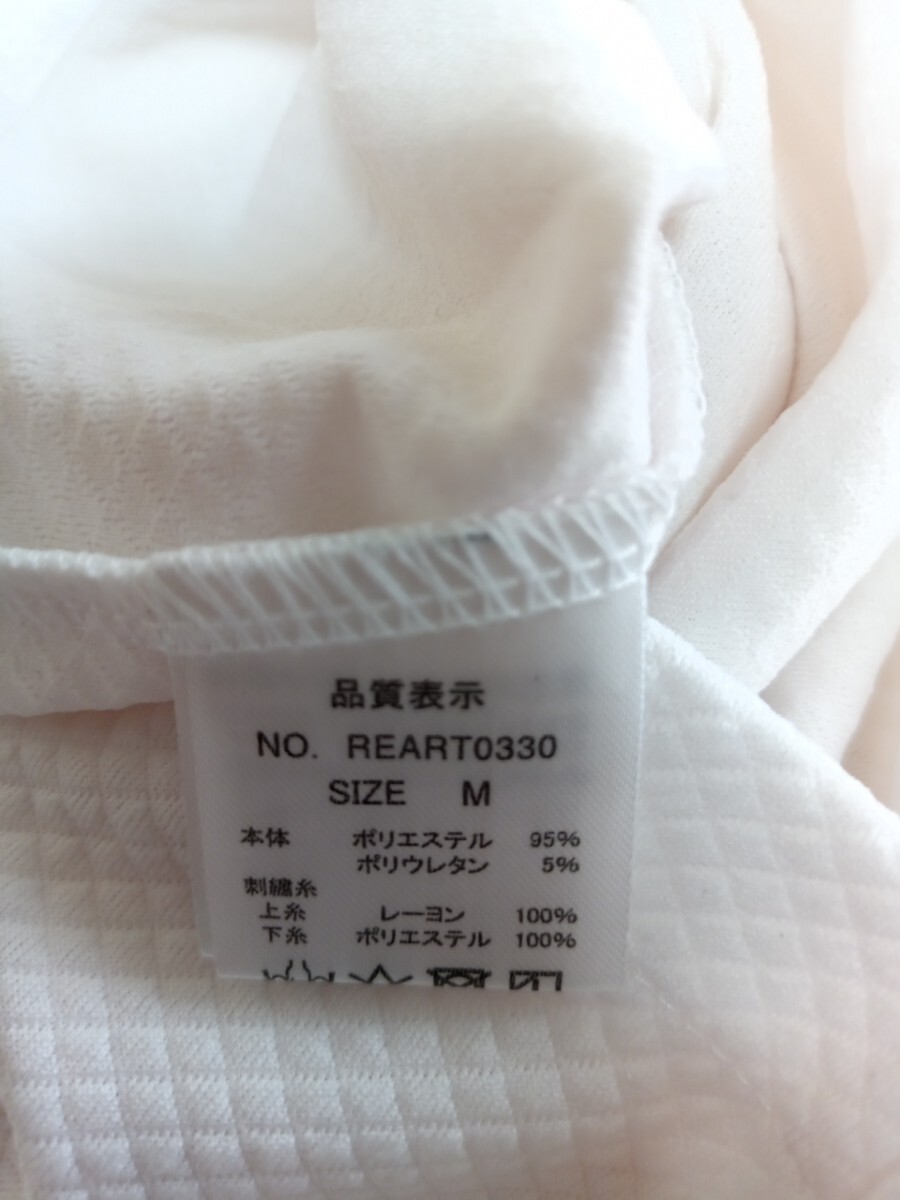 品質表示
NO. REART0330
SIZE M
本体 ポリエステル 95%
ポリウレタン 5%
刺繍糸
上糸 レーヨン 100%
下糸 ポリエステル 100%